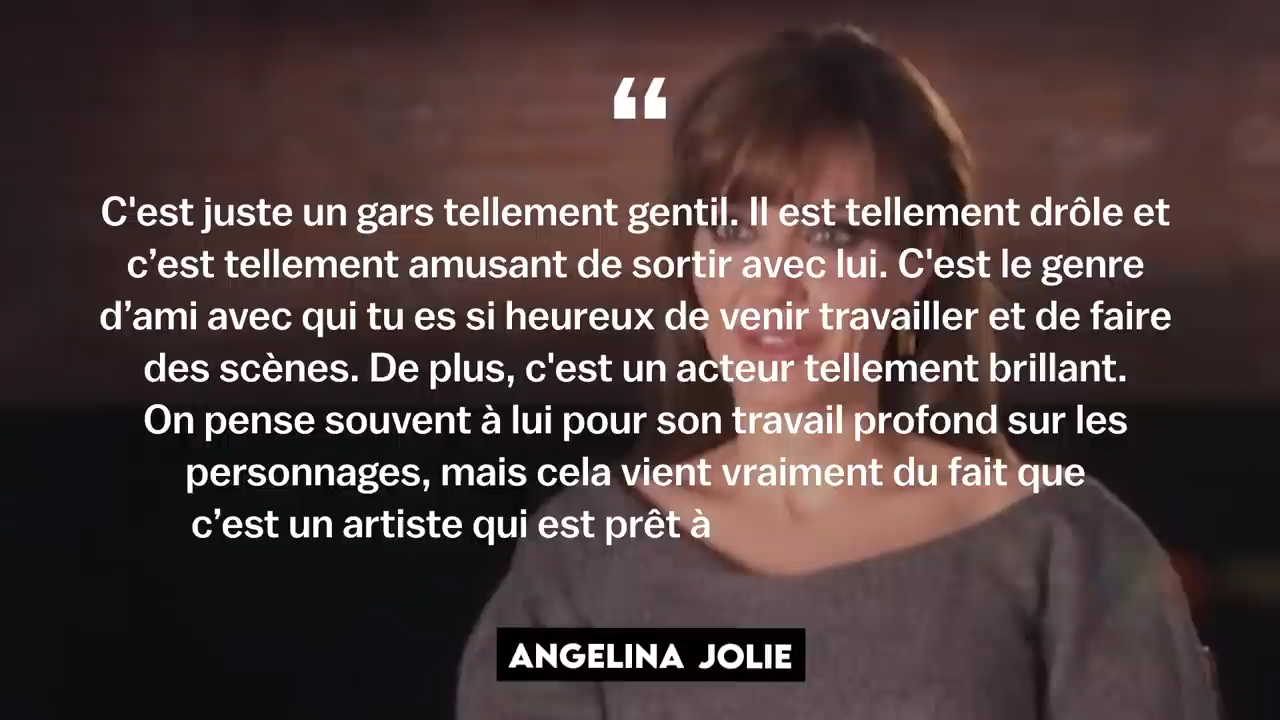 “
C'est juste un gars tellement gentil. Il est tellement drôle et
c’est tellement amusant de sortir avec lui. C'est le genre
d’ami avec qui tu es si heureux de venir travailler et de faire
des scènes. De plus, c'est un acteur tellement brillant.
On pense souvent à lui pour son travail profond sur les
personnages, mais cela vient vraiment du fait que
c’est un artiste qui est prêt à
ANGELINA JOLIE